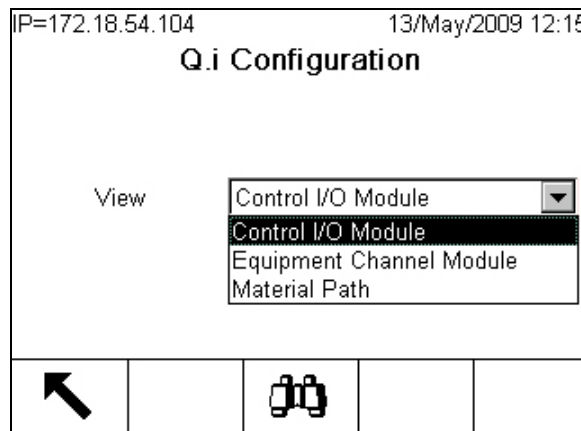 IP=172.18.54.104 13/May/2009 12:15
Q.i Configuration
View Control I/O Module
Control I/O Module
Equipment Channel Module
Material Path